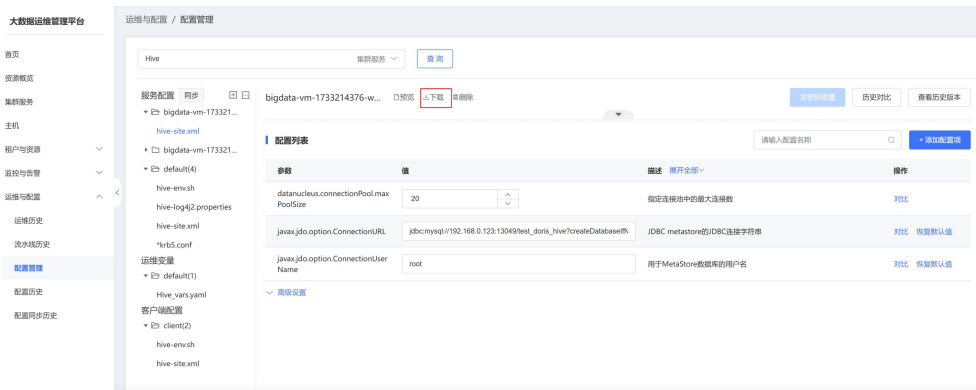 大数据运维管理平台
运维与配置 / 配置管理
首页
资源概览
集群服务
主机
租户与资源
监控与告警
运维与配置
运维历史
流水线历史
配置管理
配置历史
配置同步历史
Hive
集群服务
查询
服务配置 同步
bigdata-vm-173321...
hive-site.xml
bigdata-vm-173321...
default(4)
hive-env.sh
hive-log4j2.properties
hive-site.xml
*krb5.conf
运维变量
default(1)
Hive_vars.yaml
客户端配置
client(2)
hive-env.sh
hive-site.xml
bigdata-vm-1733214376-w... 预览 下载 删除
主密码设置 历史对比 查看历史版本
配置列表
请输入配置名称
+ 添加配置项
参数 值 描述 展开全部 操作
datanucleus.connectionPool.max
PoolSize
20
指定连接池中的最大连接数
对比
javax.jdo.option.ConnectionURL
jdbc:mysql://192.168.0.123:13049/test_doris_hive?createDatabaseIfN
JDBC metastore的JDBC连接字符串
对比 恢复默认值
javax.jdo.option.ConnectionUser
Name
root
用于MetaStore数据库的用户名
对比 恢复默认值
高级设置